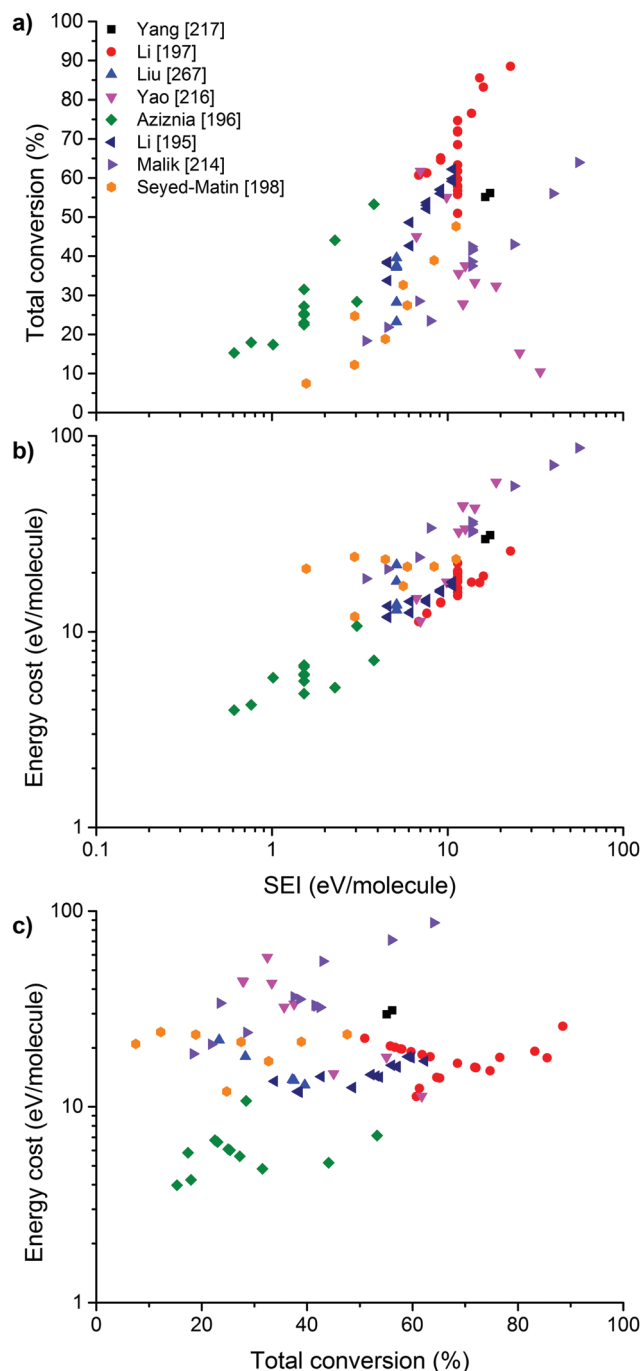 a)
100
90
80
70
60
50
40
30
20
10
0
Total conversion (%)
Yang [217]
Li [197]
Liu [267]
Yao [216]
Aziznia [196]
Li [195]
Malik [214]
Seyed-Matin [198]
b)
100
10
1
Energy cost (eV/molecule)
0.1 1 10 100
SEI (eV/molecule)
c)
100
10
1
Energy cost (eV/molecule)
0 20 40 60 80 100
Total conversion (%)